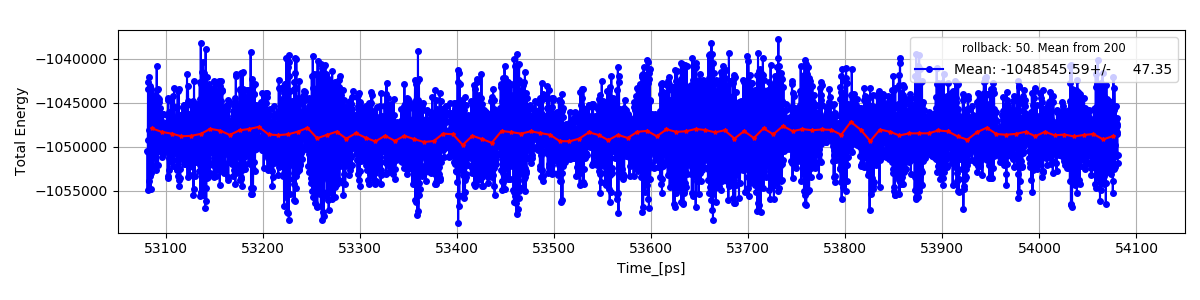 rollback: 50. Mean from 200
Mean: -1048545.59+/-     47.35
Total Energy
−1040000
−1045000
−1050000
−1055000
53100 53200 53300 53400 53500 53600 53700 53800 53900 54000 54100
Time_[ps]